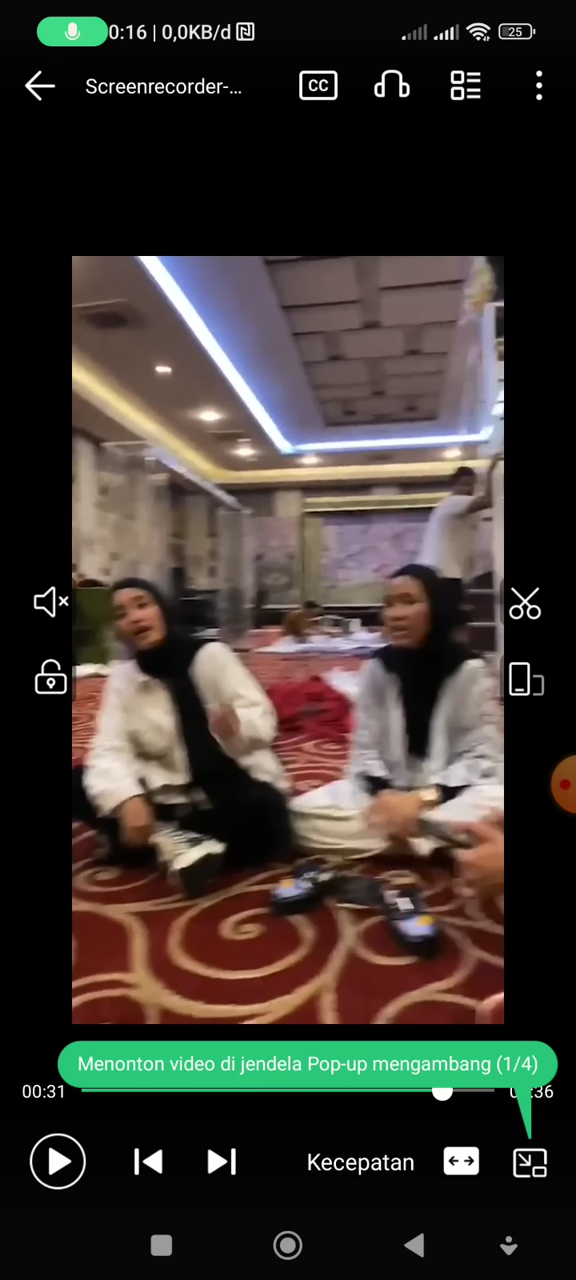 0:16 | 0,0KB/d
25
Screenrecorder-...
CC
Menonton video di jendela Pop-up mengambang (1/4)
00:31
:36
Kecepatan